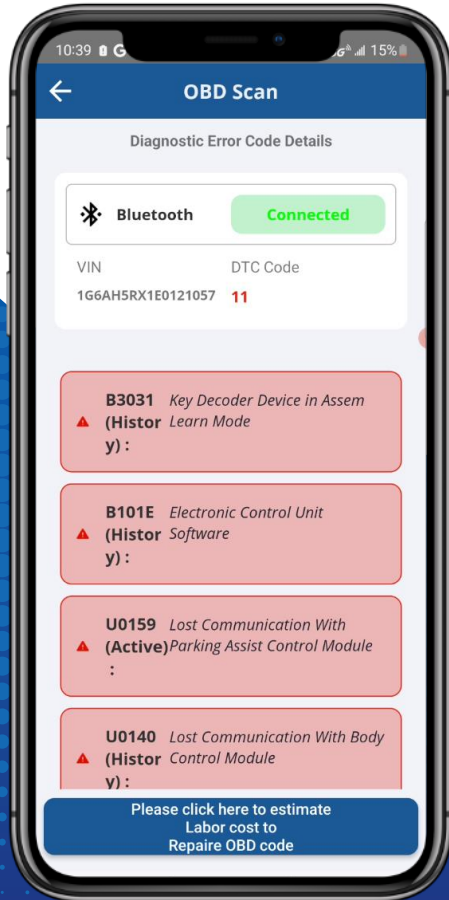 10:39 G 15%
OBD Scan
Diagnostic Error Code Details
Bluetooth Connected
VIN DTC Code
1G6AH5RX1E0121057 11
B3031 Key Decoder Device in Assem
(Histor Learn Mode
y) :
B101E Electronic Control Unit
(Histor Software
y) :
U0159 Lost Communication With
(Active) Parking Assist Control Module
:
U0140 Lost Communication With Body
(Histor Control Module
y) :
Please click here to estimate
Labor cost to
Repaire OBD code